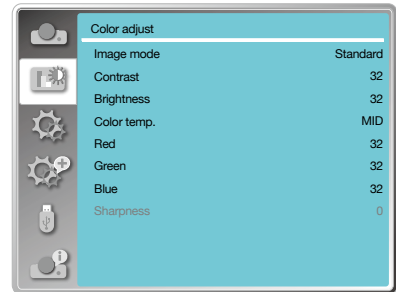 Color adjust
Image mode Standard
Contrast 32
Brightness 32
Color temp. MID
Red 32
Green 32
Blue 32
Sharpness 0